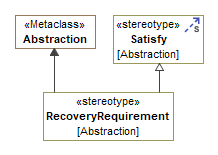 «Metaclass»
Abstraction
«stereotype»
Satisfy
[Abstraction]
S
«stereotype»
RecoveryRequirement
[Abstraction]